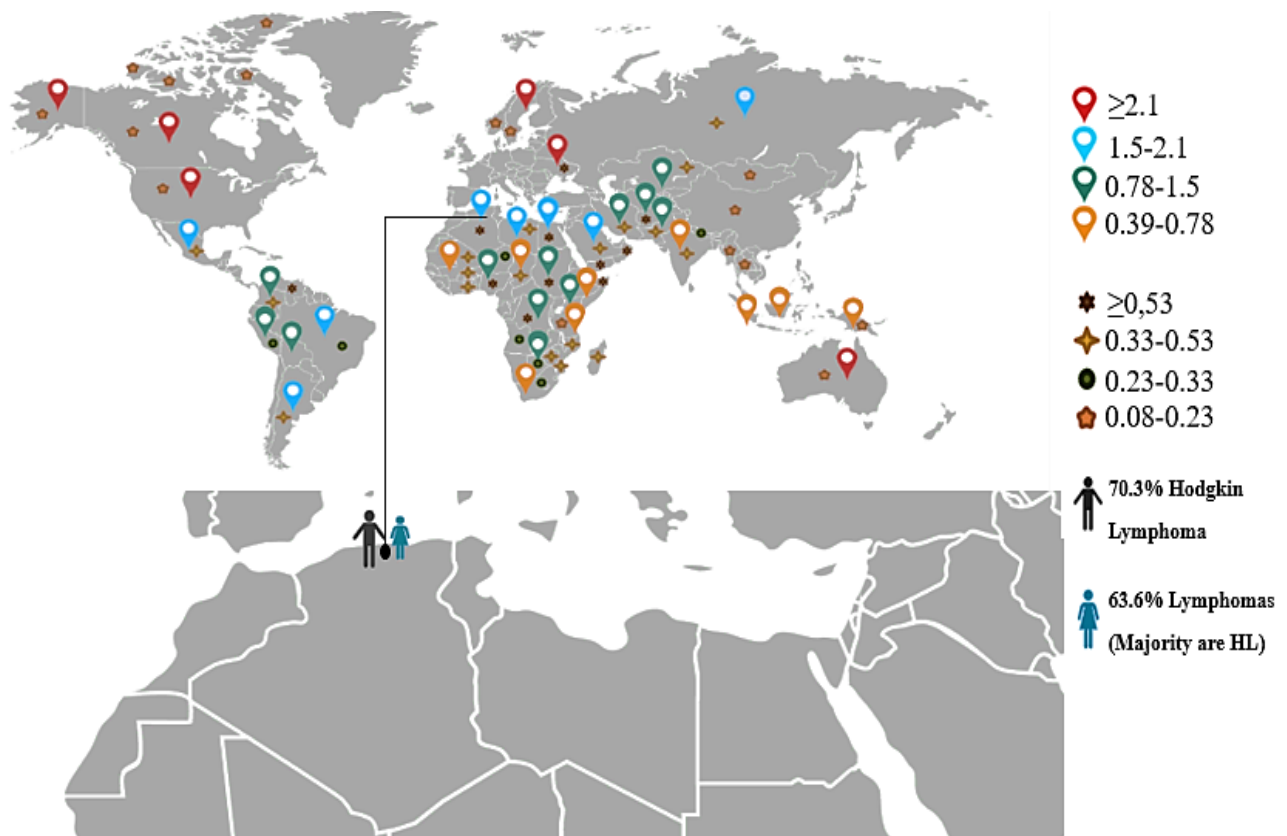 ≥2.1
1.5-2.1
0.78-1.5
0.39-0.78
≥0,53
0.33-0.53
0.23-0.33
0.08-0.23
70.3% Hodgkin
Lymphoma
63.6% Lymphomas
(Majority are HL)